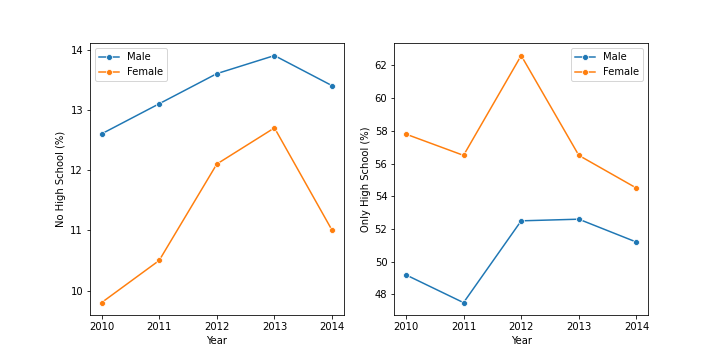 Male
Female
14
13
12
11
10
No High School (%)
2010 2011 2012 2013 2014
Year
Male
Female
62
60
58
56
54
52
50
48
Only High School (%)
2010 2011 2012 2013 2014
Year